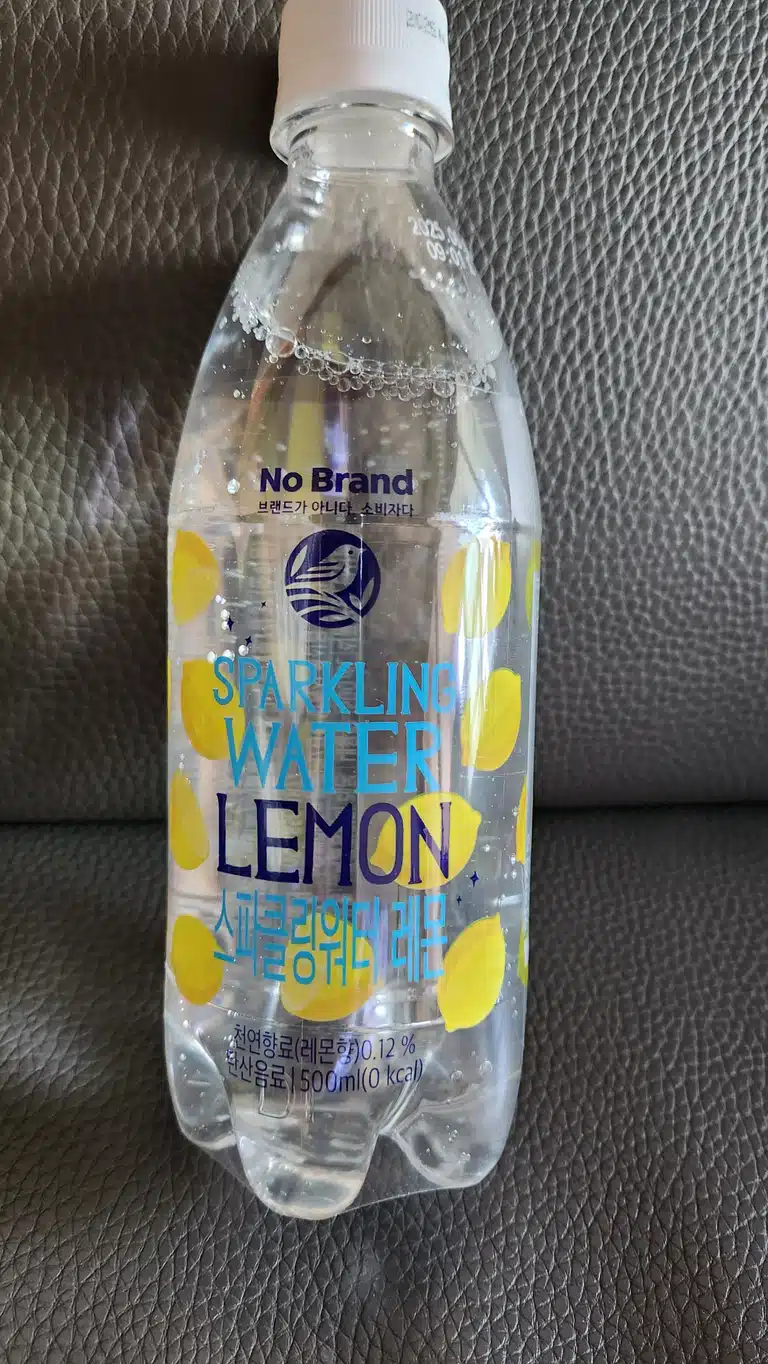 No Brand
브랜드가 아니다. 소비자다
SPARKLING
WATER
LEMON
스파클링워터 레몬
천연향료(레몬향)0.12 %
탄산음료 | 500ml(0 kcal)